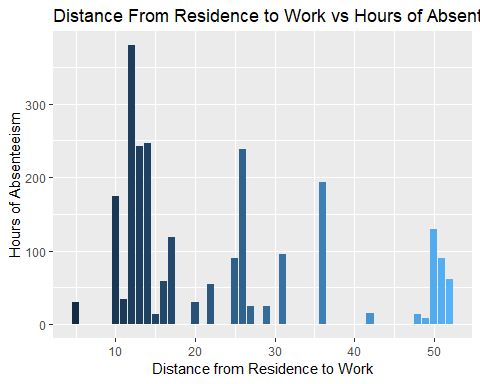 Distance From Residence to Work vs Hours of Absent
Hours of Absenteeism
300
200
100
0
10 20 30 40 50
Distance from Residence to Work